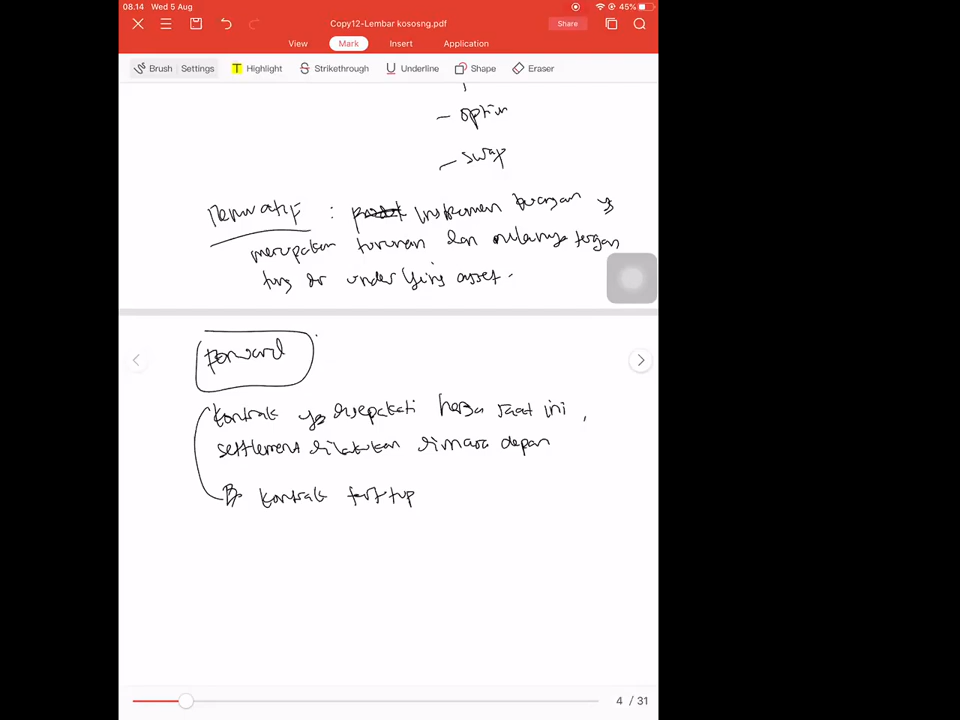 08.14 Wed 5 Aug 45%
Copy12-Lembar kososng.pdf
Share
View Mark Insert Application
Brush Settings T Highlight S Strikethrough U Underline Shape Eraser
- option
- swap
Derivatif : instrumen keuangan yg
merupakan turunan dan nilainya tergan
tung dr underlying asset.
Forward
Kontrak yg disepakati harga saat ini,
settlement dilakukan dimasa depan
kontrak tertutup
4 / 31